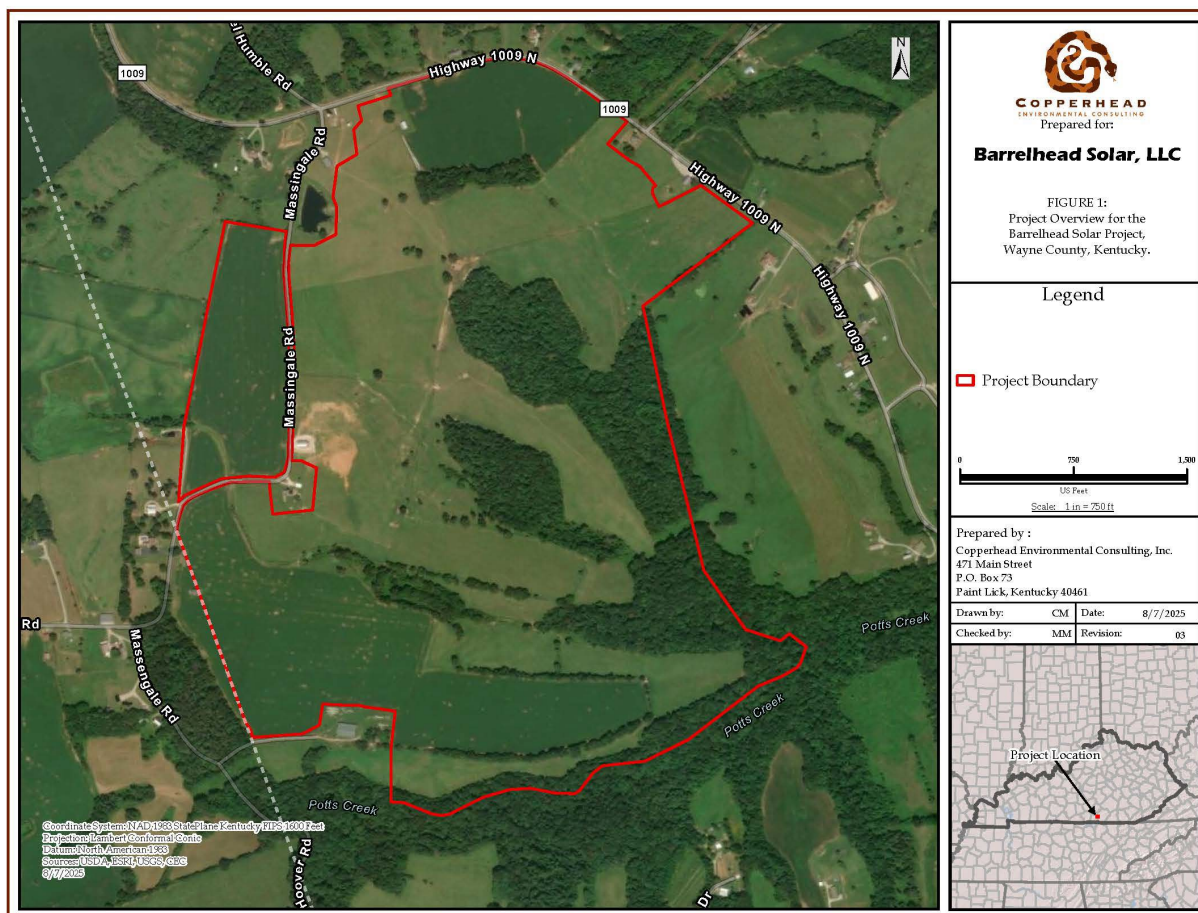 el Humble Rd
1009
Highway 1009 N
N
1009
Massingale Rd
Highway 1009 N
Highway 1009 N
Massingale Rd
Rd
Massengale Rd
Potts Creek
Potts Creek
Potts Creek
Hoover Rd
Dr
Coordinate System: NAD 1983 StatePlane Kentucky FIPS 1600 Feet
Projection: Lambert Conformal Conic
Datum: North American 1983
Sources: USDA, ESRI, USGS, CEC
8/7/2025
COPPERHEAD
ENVIRONMENTAL CONSULTING
Prepared for:
Barrelhead Solar, LLC
FIGURE 1:
Project Overview for the
Barrelhead Solar Project,
Wayne County, Kentucky.
Legend
Project Boundary
0 750 1,500
US Feet
Scale: 1 in = 750 ft
Prepared by :
Copperhead Environmental Consulting, Inc.
471 Main Street
P.O. Box 73
Paint Lick, Kentucky 40461
Drawn by: CM Date: 8/7/2025
Checked by: MM Revision: 03
Project Location